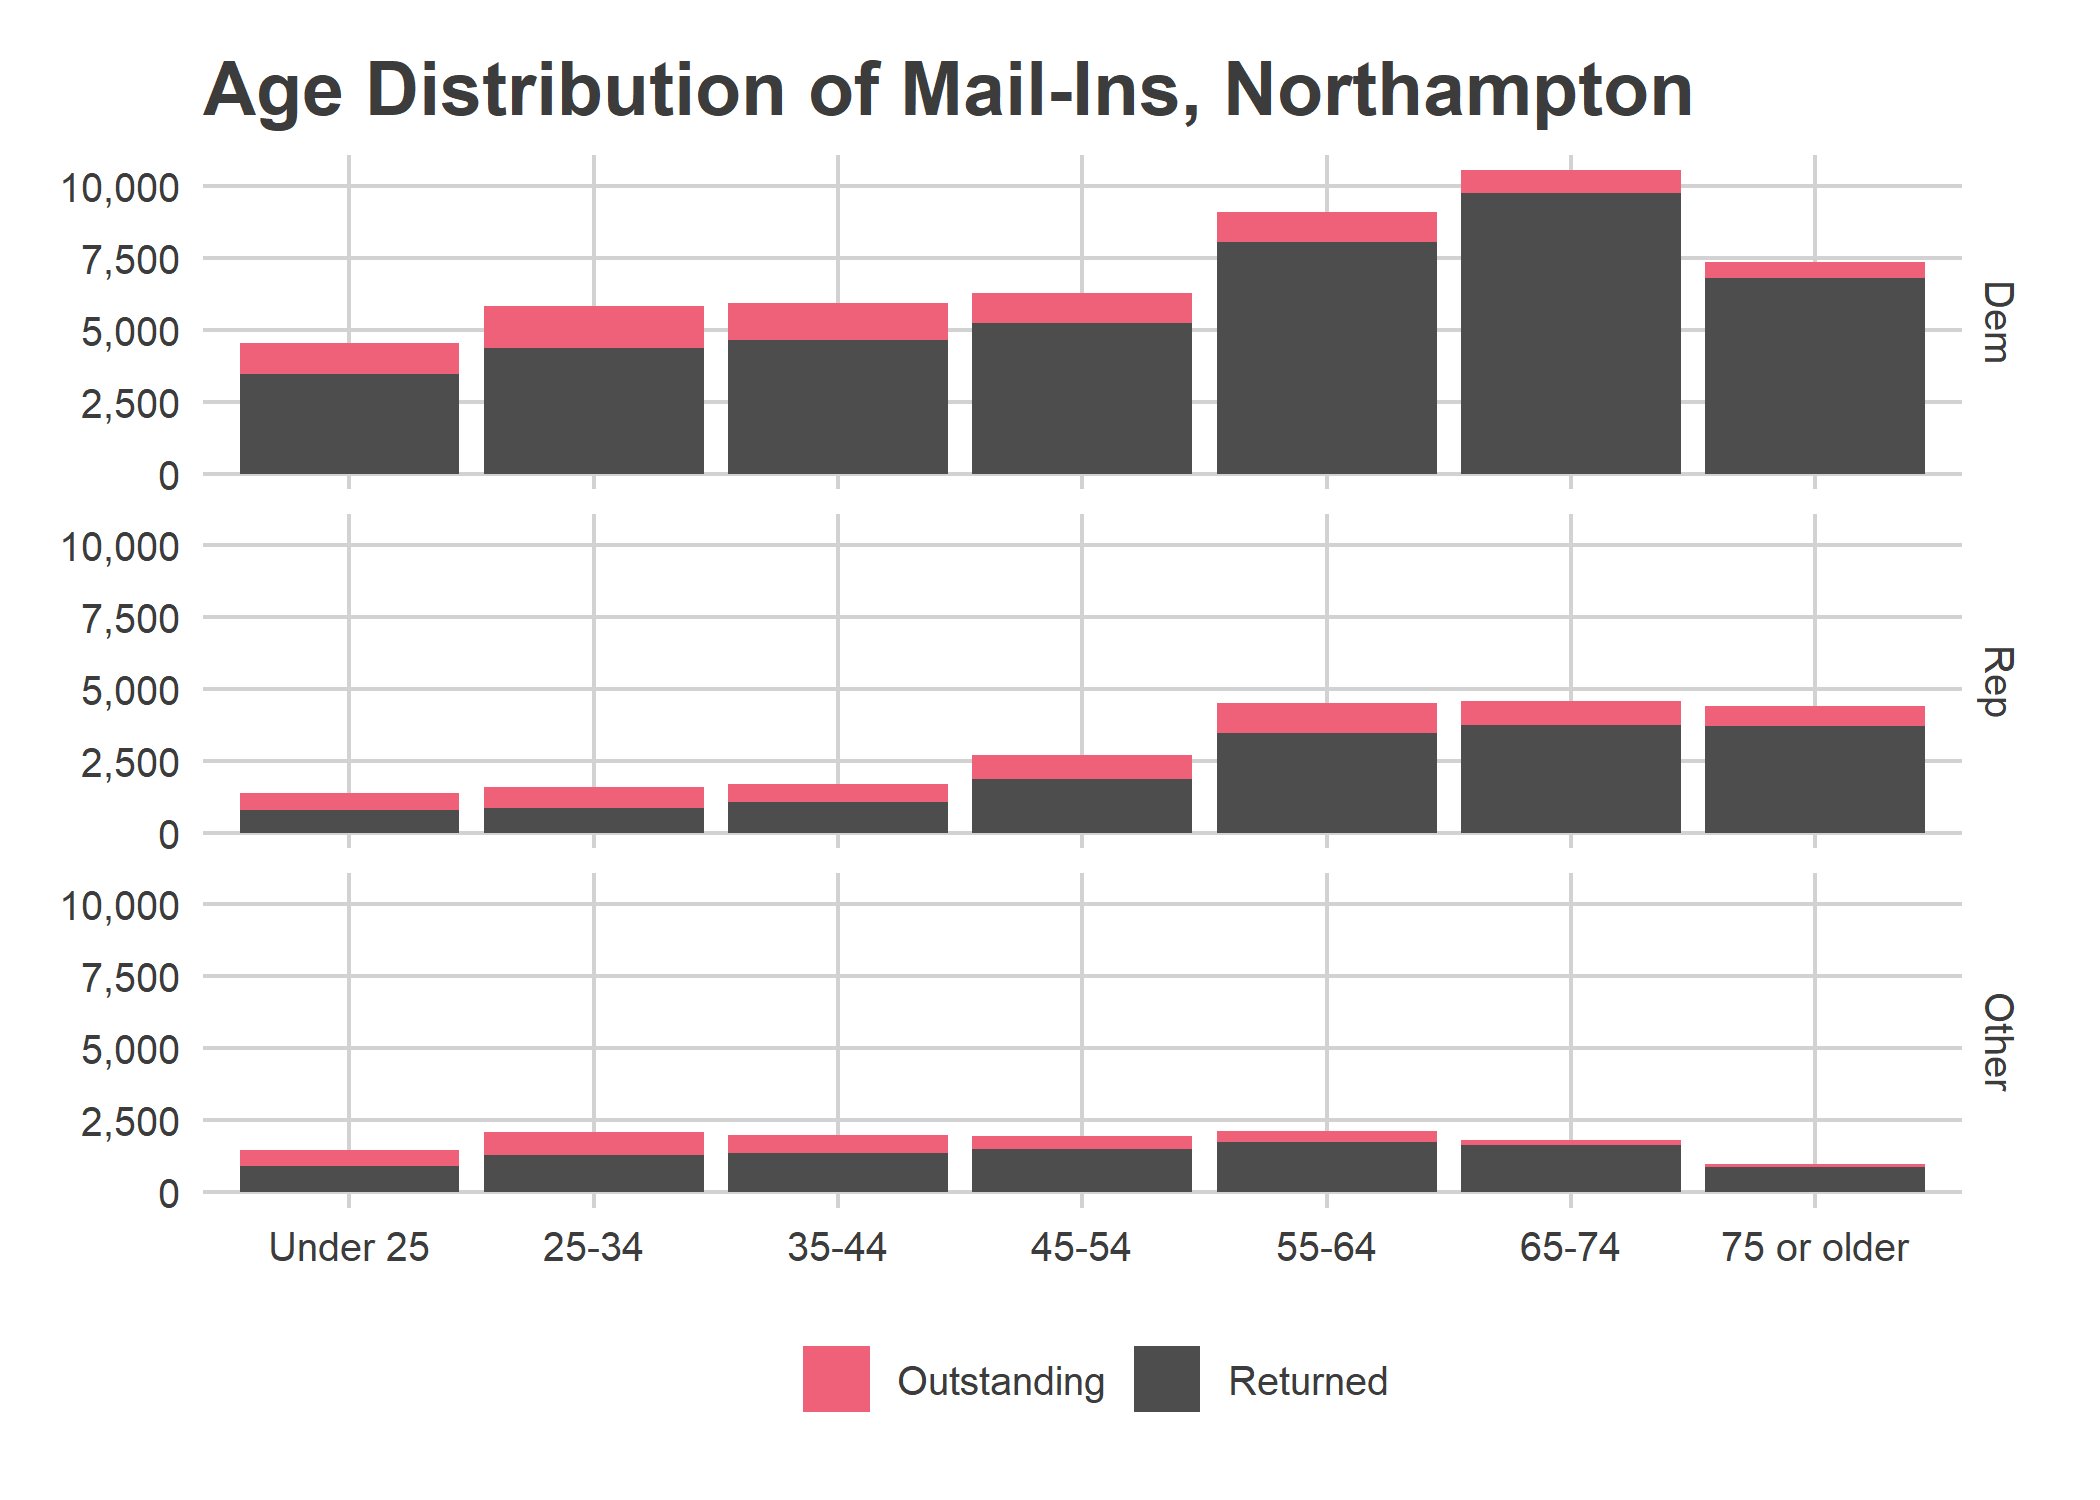 Age Distribution of Mail-Ins, Northampton
10,000
7,500
5,000
2,500
0
Dem
10,000
7,500
5,000
2,500
0
Rep
10,000
7,500
5,000
2,500
0
Other
Under 25 25-34 35-44 45-54 55-64 65-74 75 or older
Outstanding Returned